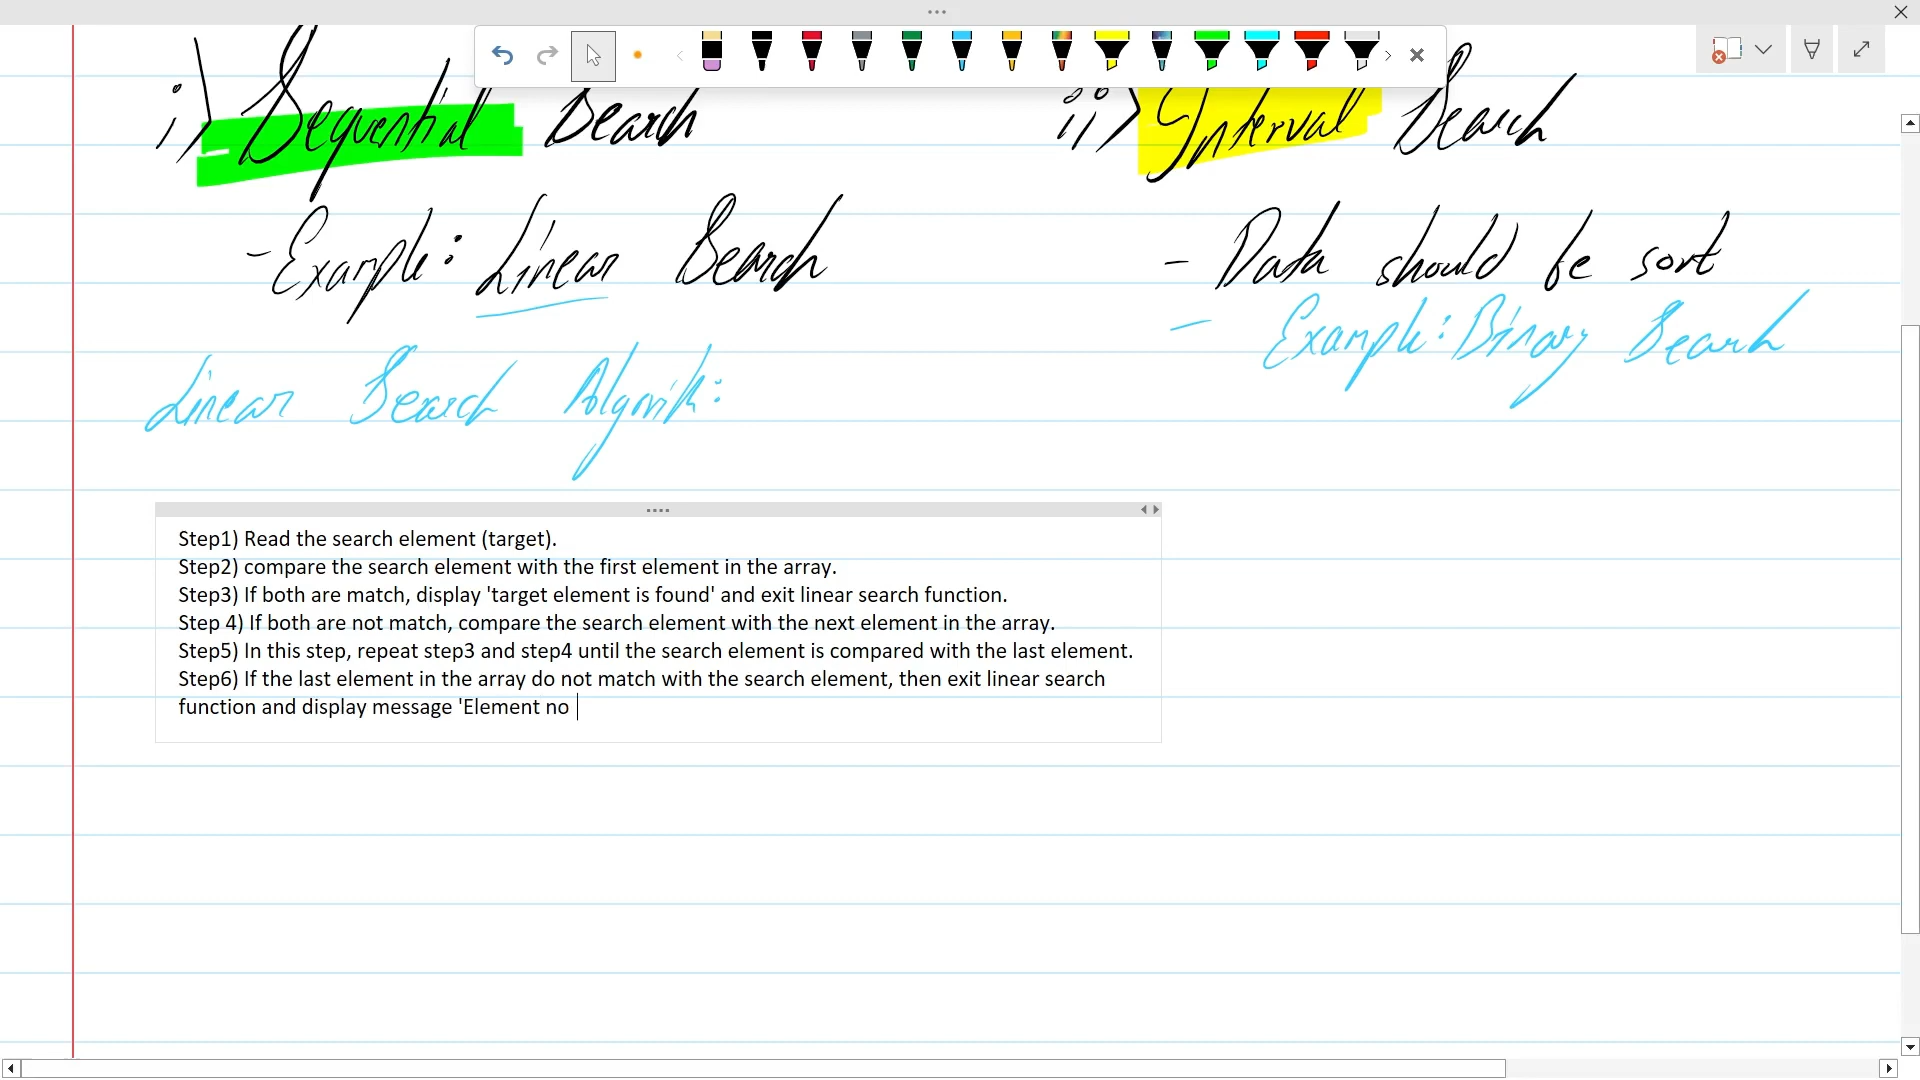 i) Sequential Search
ii) Interval Search
- Example: Linear Search
- Data should be sort
- Example: Binary Search
Linear Search Algorith:
Step1) Read the search element (target).
Step2) compare the search element with the first element in the array.
Step3) If both are match, display 'target element is found' and exit linear search function.
Step 4) If both are not match, compare the search element with the next element in the array.
Step5) In this step, repeat step3 and step4 until the search element is compared with the last element.
Step6) If the last element in the array do not match with the search element, then exit linear search
function and display message 'Element no